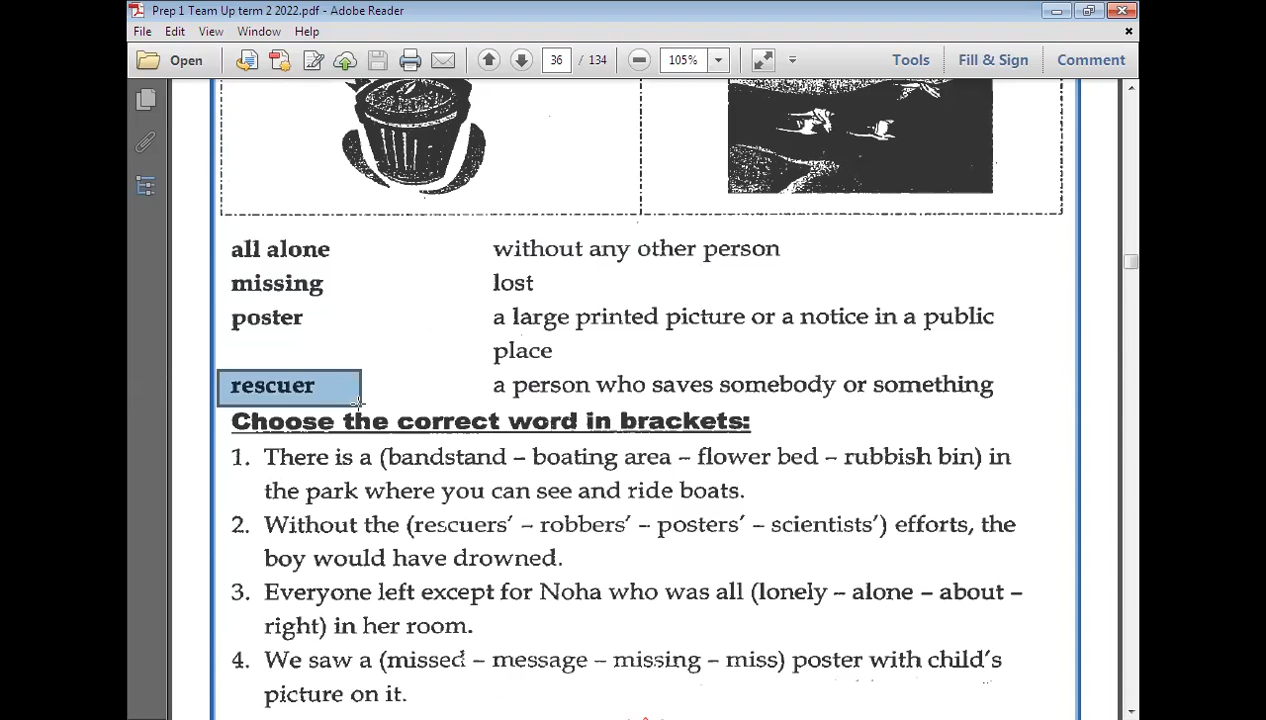 Prep 1 Team Up term 2 2022.pdf - Adobe Reader
File Edit View Window Help
Open 36 / 134 105% Tools Fill & Sign Comment
all alone without any other person
missing lost
poster a large printed picture or a notice in a public
place
rescuer a person who saves somebody or something
Choose the correct word in brackets:
1. There is a (bandstand – boating area – flower bed – rubbish bin) in
the park where you can see and ride boats.
2. Without the (rescuers’ – robbers’ – posters’ – scientists’) efforts, the
boy would have drowned.
3. Everyone left except for Noha who was all (lonely – alone – about –
right) in her room.
4. We saw a (missed – message – missing – miss) poster with child’s
picture on it.